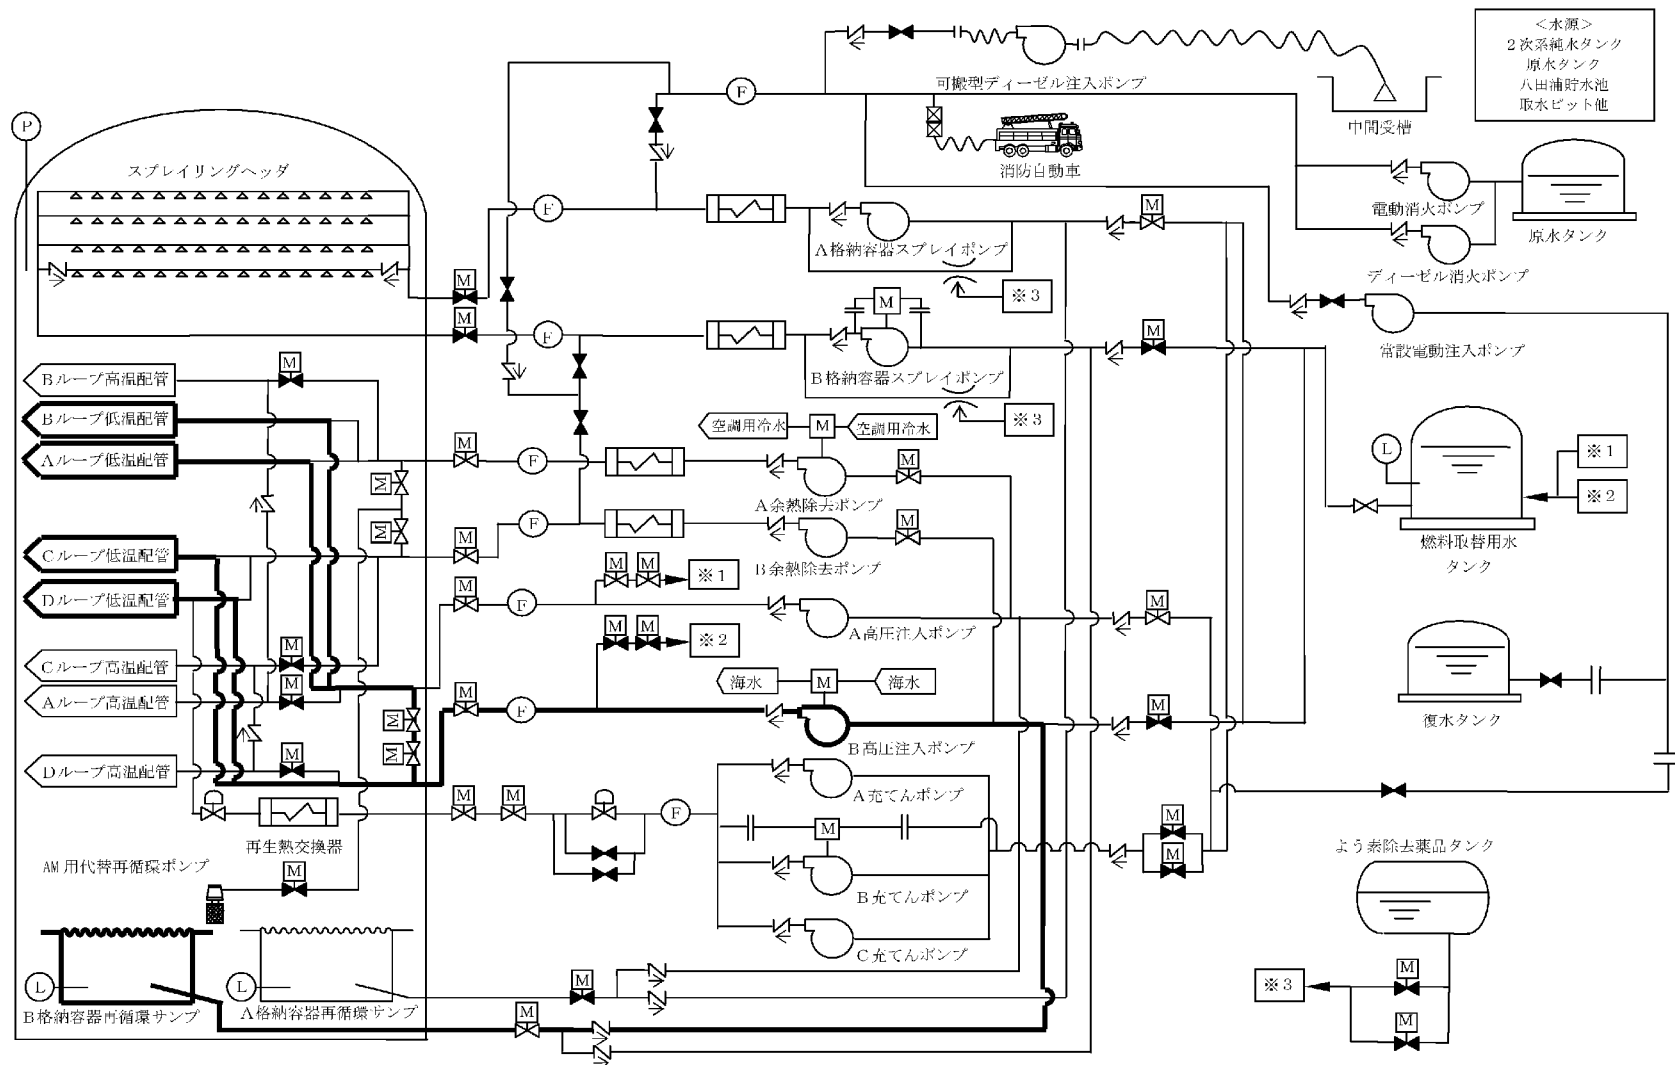 ＜水源＞
2次系純水タンク
原水タンク
八田浦貯水池
取水ピット他
可搬型ディーゼル注入ポンプ
中間受槽
F
P
消防自動車
スプレイリングヘッダ
電動消火ポンプ
原水タンク
F
M
A格納容器スプレイポンプ
ディーゼル消火ポンプ
M
※3
M
M
F
M
常設電動注入ポンプ
Bループ高温配管
M
B格納容器スプレイポンプ
Bループ低温配管
※3
空調用冷水
M
空調用冷水
Aループ低温配管
M
F
M
L
※1
M
A余熱除去ポンプ
※2
M
F
M
燃料取替用水
タンク
Cループ低温配管
M
B余熱除去ポンプ
M
M
※1
Dループ低温配管
M
F
M
A高圧注入ポンプ
M
M
※2
Cループ高温配管
M
海水
M
海水
Aループ高温配管
M
M
F
M
復水タンク
M
B高圧注入ポンプ
M
Dループ高温配管
M
A充てんポンプ
M
M
F
M
M
再生熱交換器
M
よう素除去薬品タンク
AM用代替再循環ポンプ
M
B充てんポンプ
C充てんポンプ
L
L
M
※3
M
B格納容器再循環サンプ
A格納容器再循環サンプ
M
M